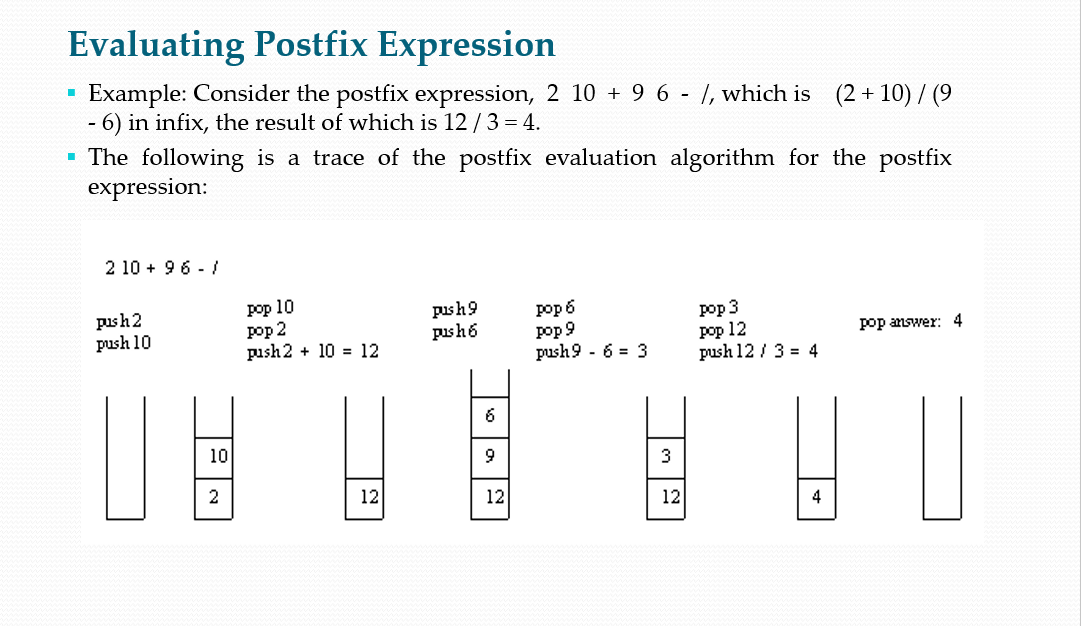 Evaluating Postfix Expression
▪ Example: Consider the postfix expression, 2 10 + 9 6 - /, which is (2 + 10) / (9
- 6) in infix, the result of which is 12 / 3 = 4.
▪ The following is a trace of the postfix evaluation algorithm for the postfix
expression:
2 10 + 9 6 - /
push 2
push 10
pop 10
pop 2
push 2 + 10 = 12
push 9
push 6
pop 6
pop 9
push 9 - 6 = 3
pop 3
pop 12
push 12 / 3 = 4
pop answer: 4
10
2
12
6
9
12
3
12
4